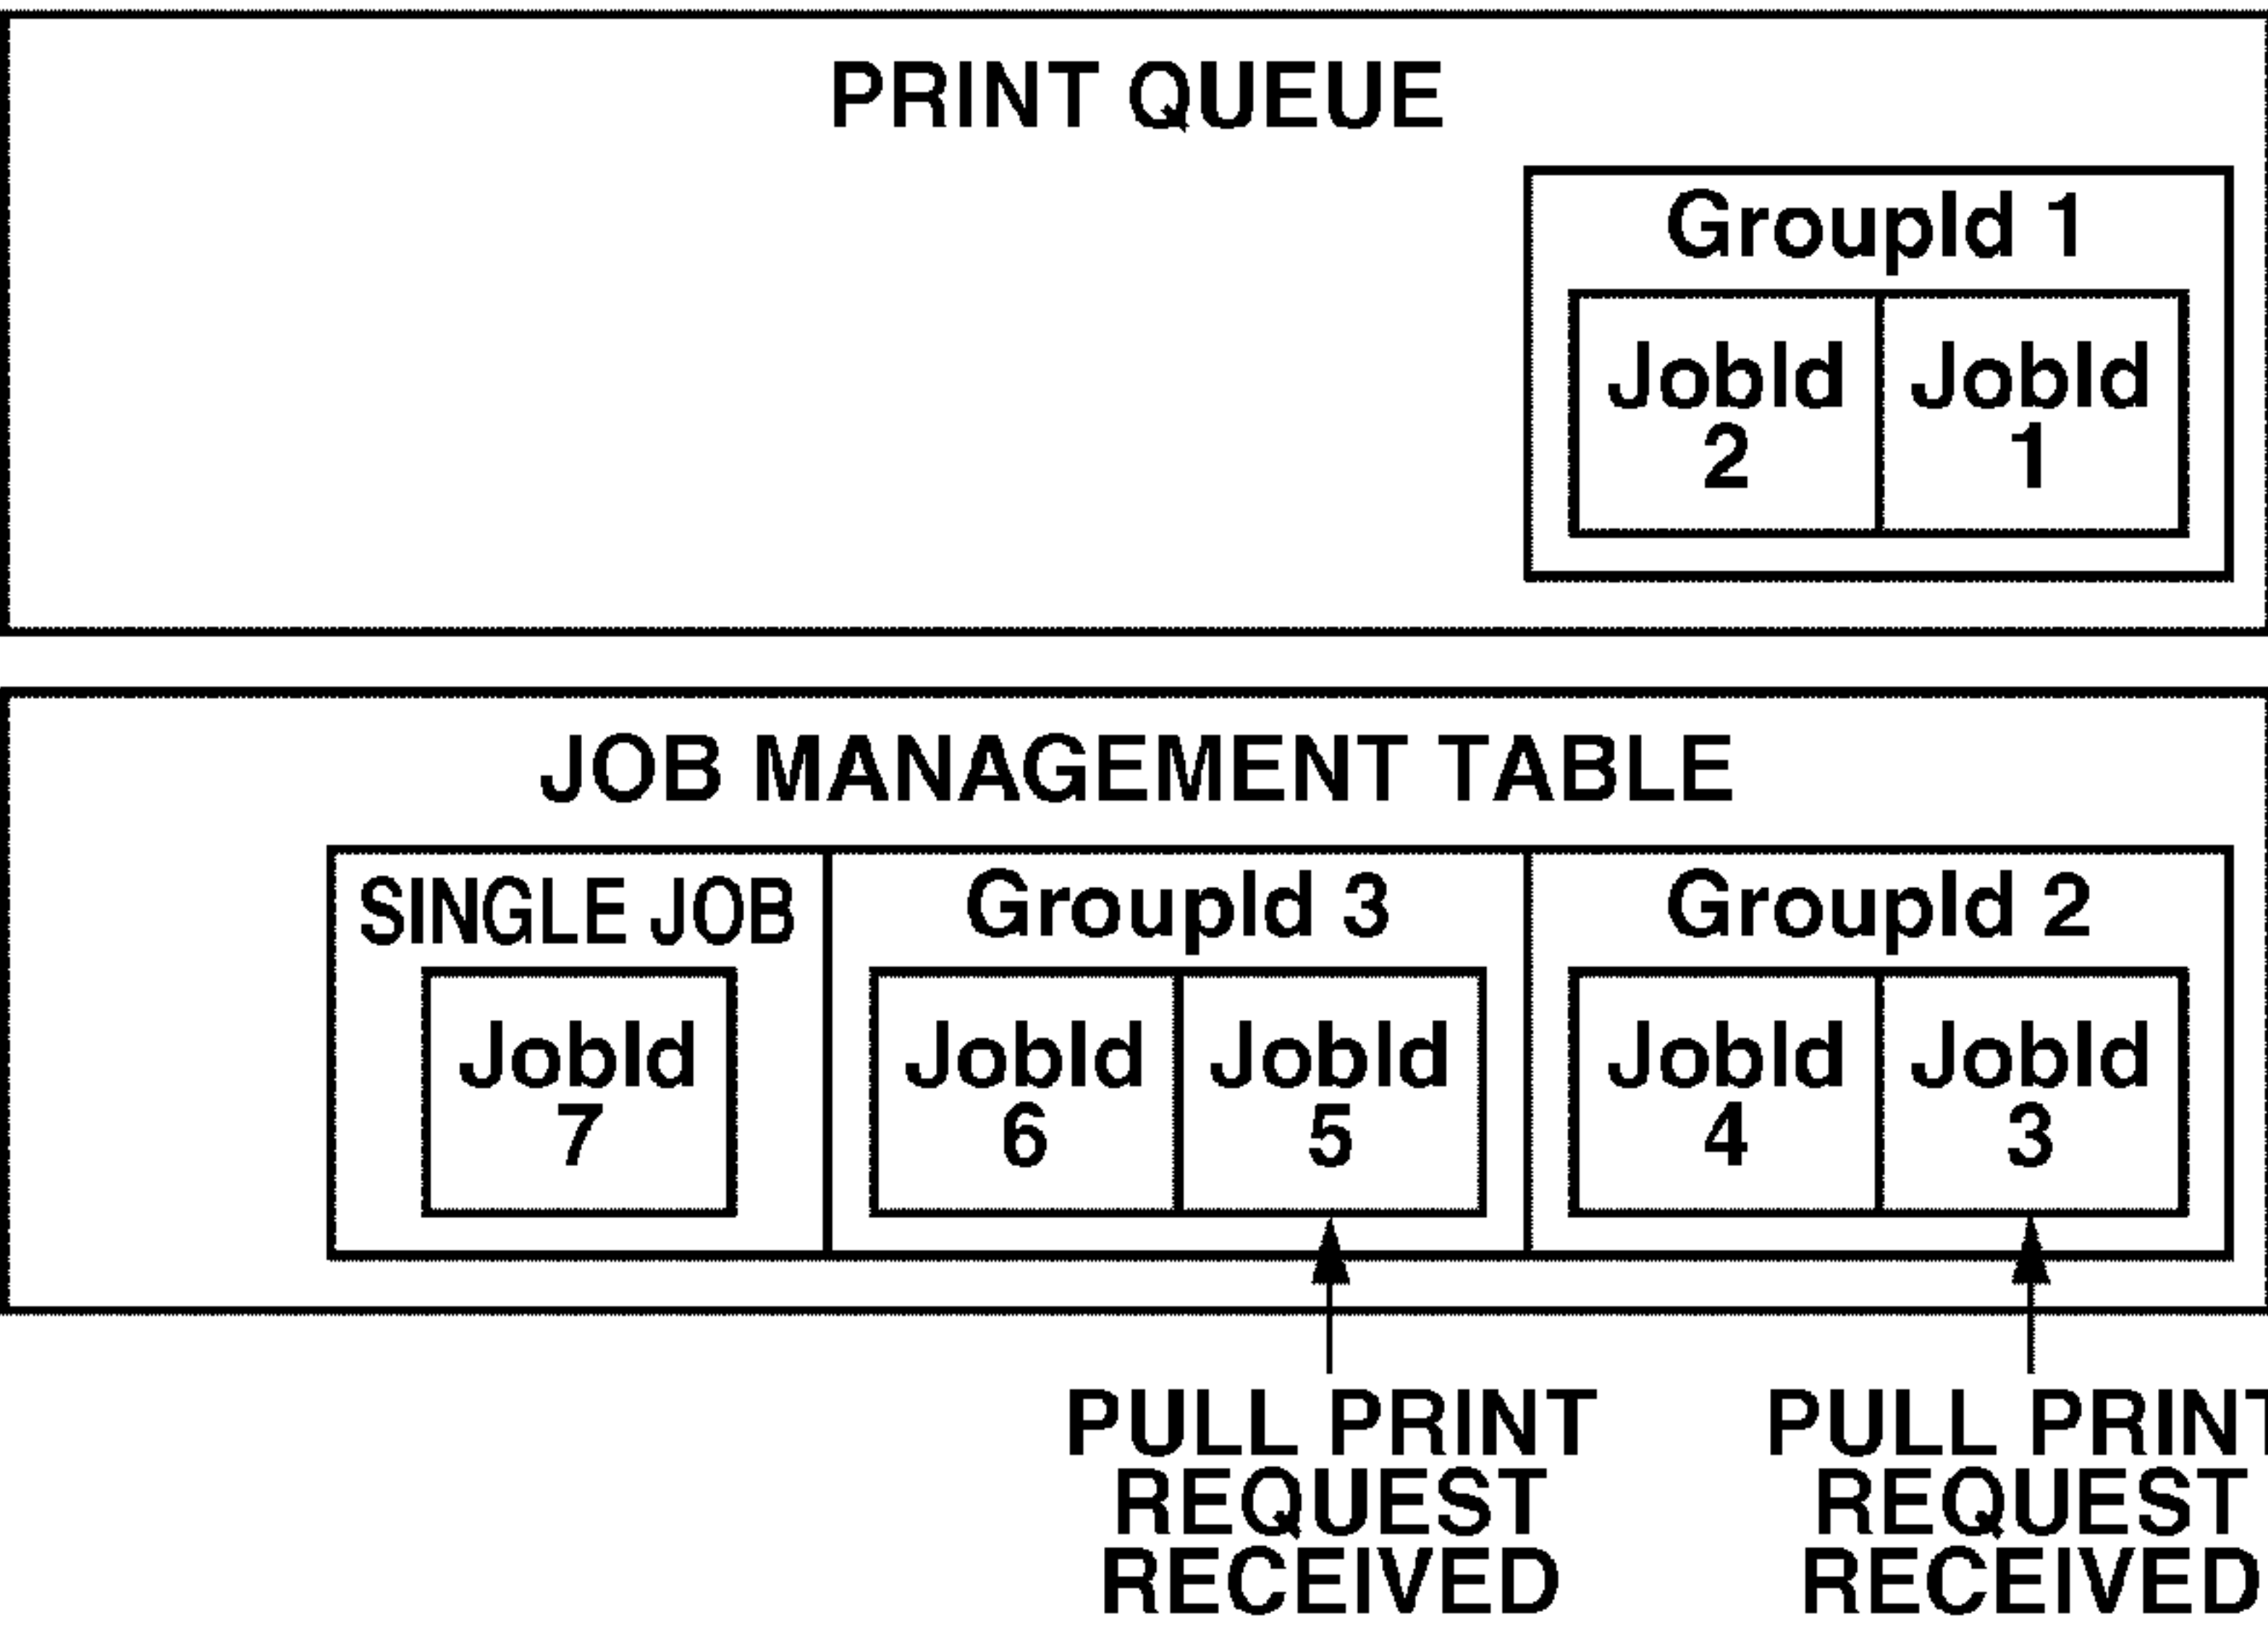 PRINT QUEUE
GroupId 1
JobId JobId
2 1
JOB MANAGEMENT TABLE
SINGLE JOB GroupId 3 GroupId 2
JobId JobId JobId JobId JobId
7 6 5 4 3
PULL PRINT PULL PRINT
REQUEST REQUEST
RECEIVED RECEIVED